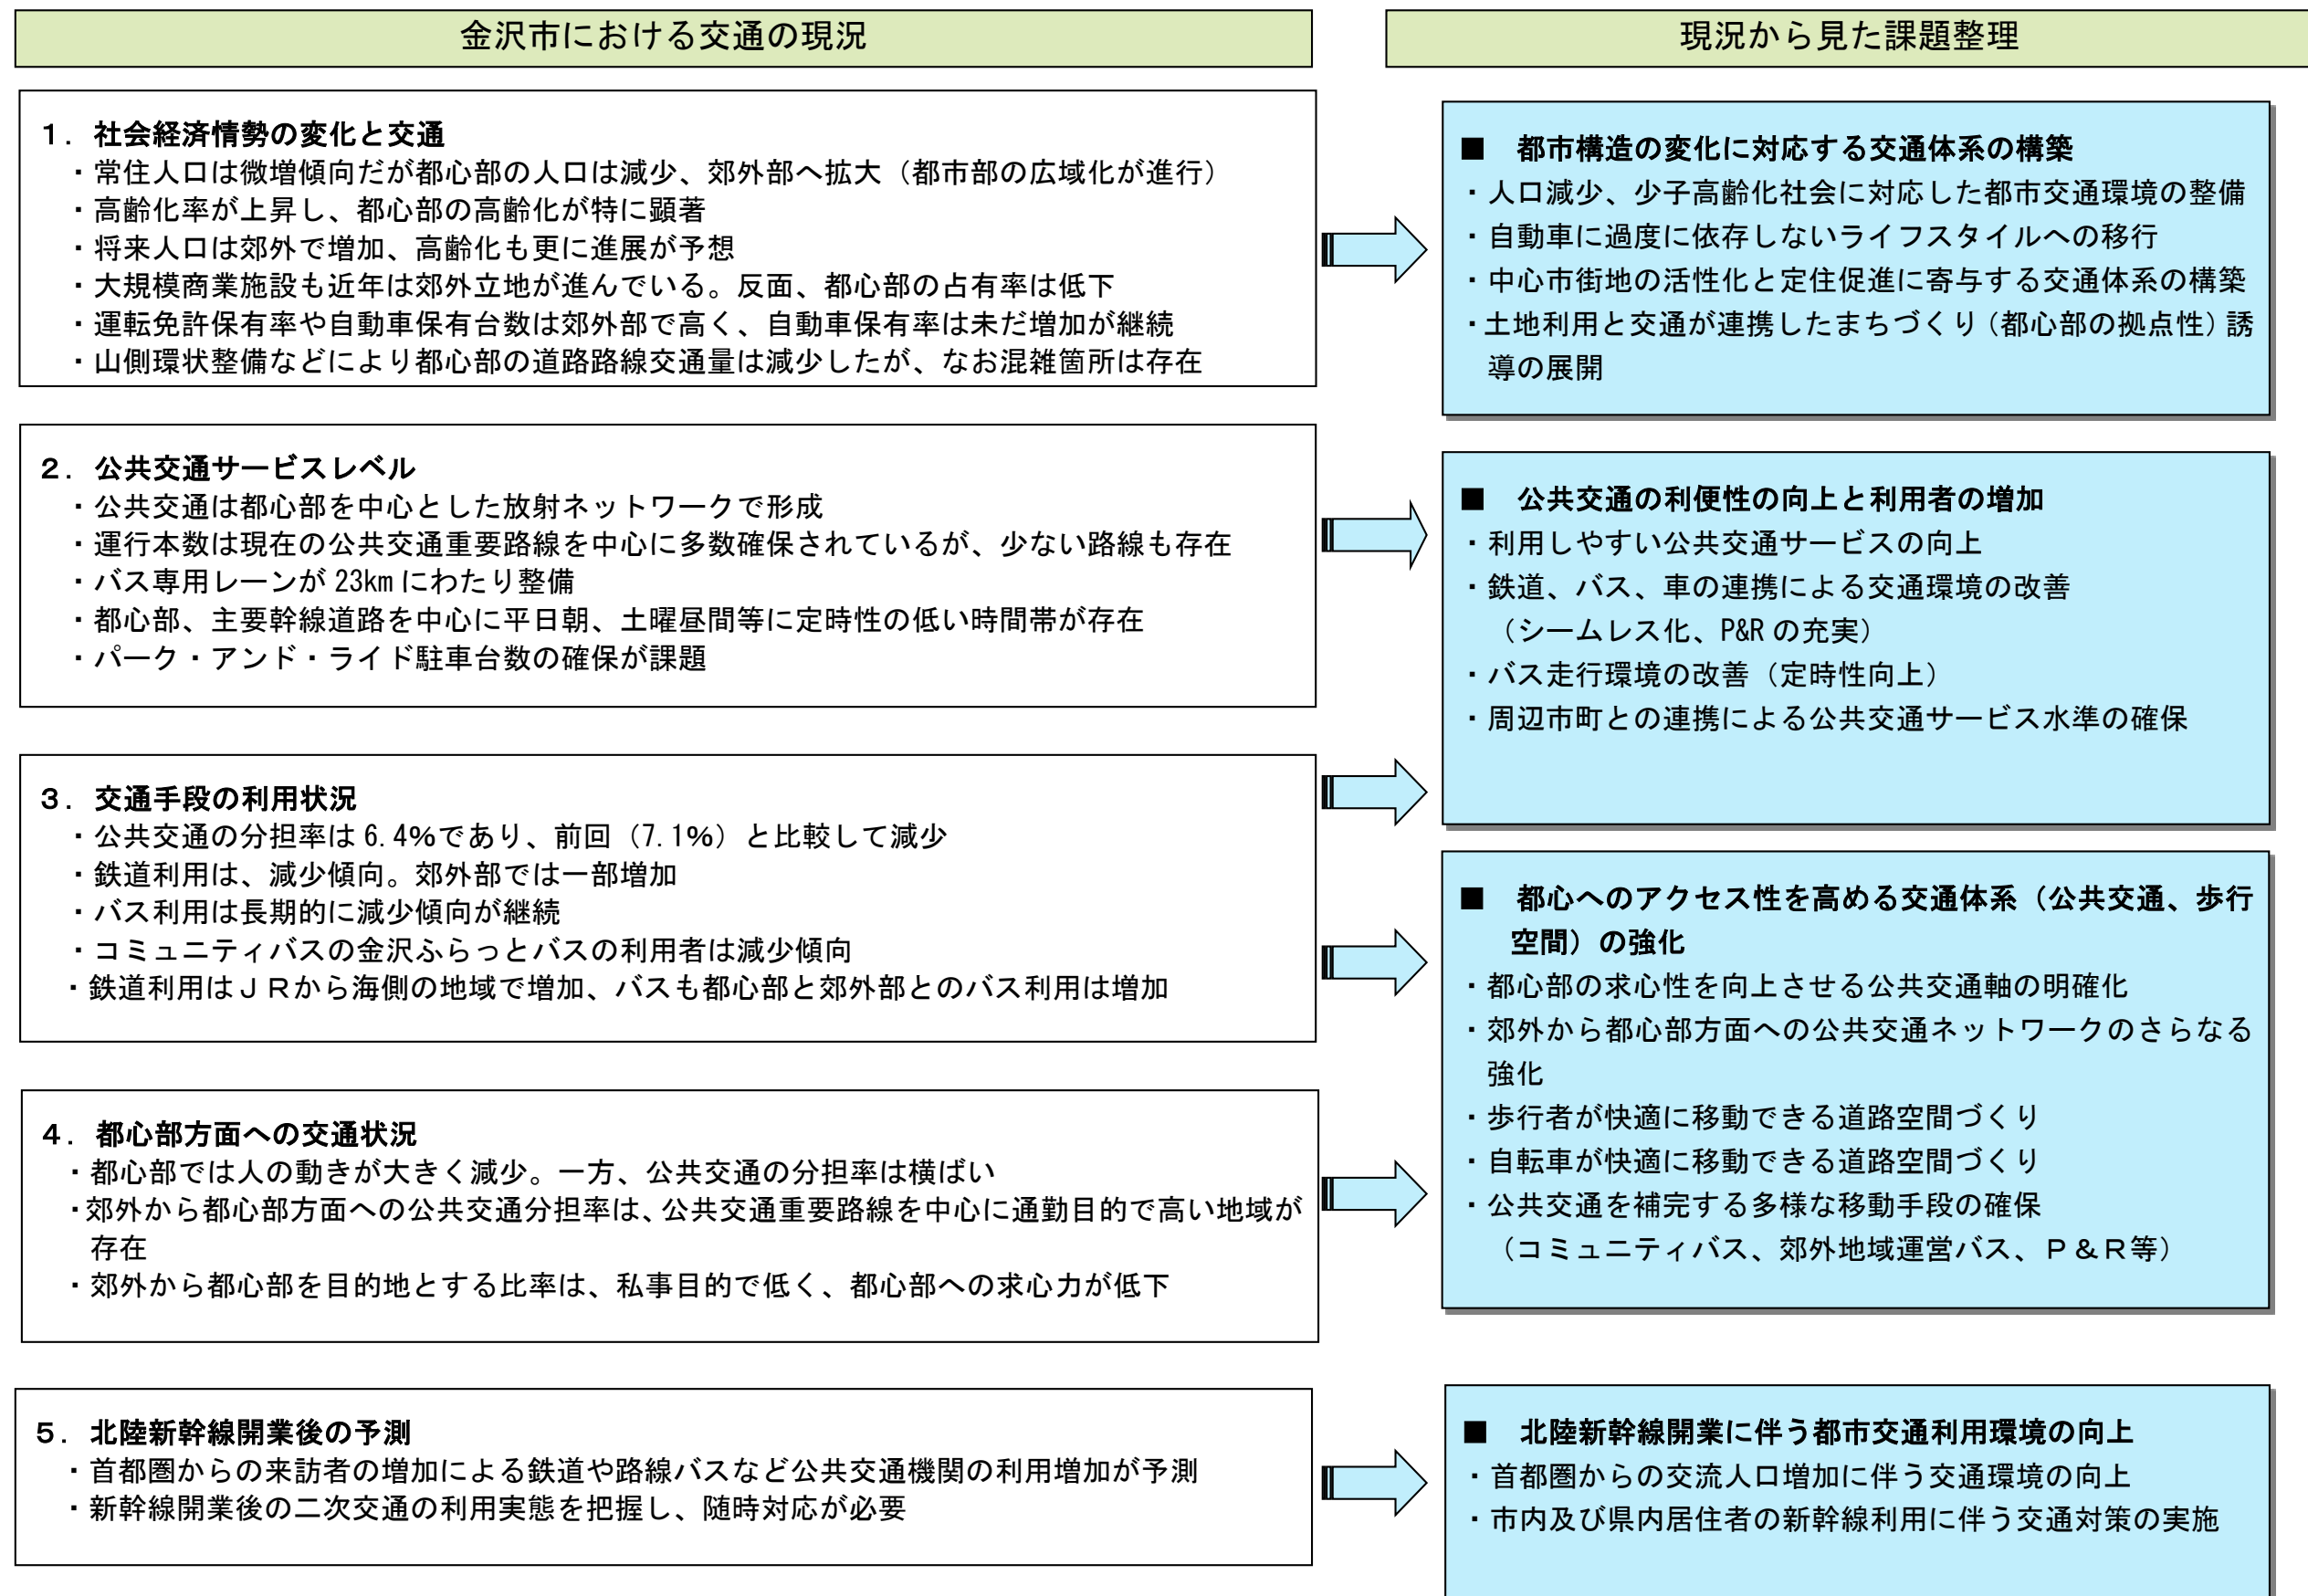 金沢市における交通の現況
現況から見た課題整理
1. 社会経済情勢の変化と交通
・常住人口は微増傾向だが都心部の人口は減少、郊外部へ拡大（都市部の広域化が進行）
・高齢化率が上昇し、都心部の高齢化が特に顕著
・将来人口は郊外で増加、高齢化も更に進展が予想
・大規模商業施設も近年は郊外立地が進んでいる。反面、都心部の占有率は低下
・運転免許保有率や自動車保有台数は郊外部で高く、自動車保有率は未だ増加が継続
・山側環状整備などにより都心部の道路路線交通量は減少したが、なお混雑箇所は存在
2. 公共交通サービスレベル
・公共交通は都心部を中心とした放射ネットワークで形成
・運行本数は現在の公共交通重要路線を中心に多数確保されているが、少ない路線も存在
・バス専用レーンが 23km にわたり整備
・都心部、主要幹線道路を中心に平日朝、土曜昼間等に定時性の低い時間帯が存在
・パーク・アンド・ライド駐車台数の確保が課題
3. 交通手段の利用状況
・公共交通の分担率は 6.4%であり、前回（7.1%）と比較して減少
・鉄道利用は、減少傾向。郊外部では一部増加
・バス利用は長期的に減少傾向が継続
・コミュニティバスの金沢ふらっとバスの利用者は減少傾向
・鉄道利用はＪＲから海側の地域で増加、バスも都心部と郊外部とのバス利用は増加
4. 都心部方面への交通状況
・都心部では人の動きが大きく減少。一方、公共交通の分担率は横ばい
・郊外から都心部方面への公共交通分担率は、公共交通重要路線を中心に通勤目的で高い地域が
存在
・郊外から都心部を目的地とする比率は、私事目的で低く、都心部への求心力が低下
5. 北陸新幹線開業後の予測
・首都圏からの来訪者の増加による鉄道や路線バスなど公共交通機関の利用増加が予測
・新幹線開業後の二次交通の利用実態を把握し、随時対応が必要
■ 都市構造の変化に対応する交通体系の構築
・人口減少、少子高齢化社会に対応した都市交通環境の整備
・自動車に過度に依存しないライフスタイルへの移行
・中心市街地の活性化と定住促進に寄与する交通体系の構築
・土地利用と交通が連携したまちづくり（都心部の拠点性）誘
導の展開
■ 公共交通の利便性の向上と利用者の増加
・利用しやすい公共交通サービスの向上
・鉄道、バス、車の連携による交通環境の改善
（シームレス化、P&R の充実）
・バス走行環境の改善（定時性向上）
・周辺市町との連携による公共交通サービス水準の確保
■ 都心へのアクセス性を高める交通体系（公共交通、歩行
空間）の強化
・都心部の求心性を向上させる公共交通軸の明確化
・郊外から都心部方面への公共交通ネットワークのさらなる
強化
・歩行者が快適に移動できる道路空間づくり
・自転車が快適に移動できる道路空間づくり
・公共交通を補完する多様な移動手段の確保
（コミュニティバス、郊外地域運営バス、Ｐ＆Ｒ等）
■ 北陸新幹線開業に伴う都市交通利用環境の向上
・首都圏からの交流人口増加に伴う交通環境の向上
・市内及び県内居住者の新幹線利用に伴う交通対策の実施